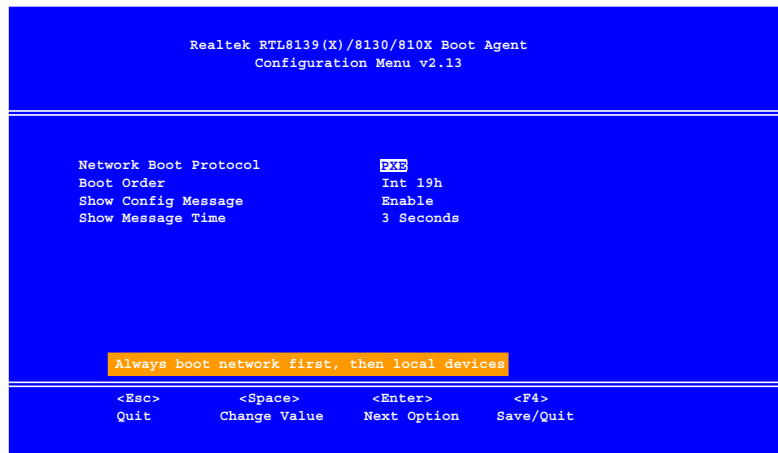 Realtek RTL8139(X)/8130/810X Boot Agent
Configuration Menu v2.13
Network Boot Protocol PXE
Boot Order Int 19h
Show Config Message Enable
Show Message Time 3 Seconds
Always boot network first, then local devices
<Esc> <Space> <Enter> <F4>
Quit Change Value Next Option Save/Quit